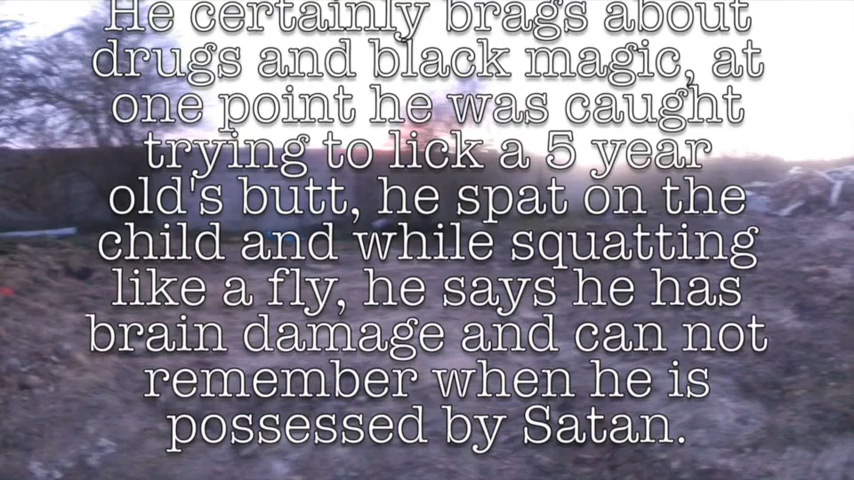 He certainly brags about
drugs and black magic, at
one point he was caught
trying to lick a 5 year
old's butt, he spat on the
child and while squatting
like a fly, he says he has
brain damage and can not
remember when he is
possessed by Satan.